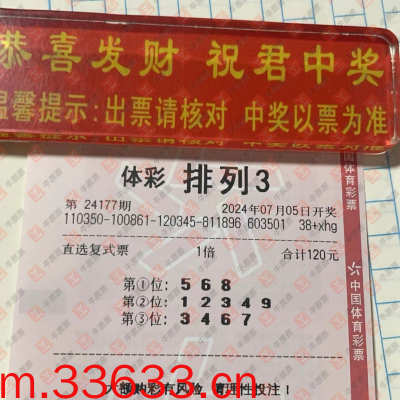 恭喜发财 祝君中奖
温馨提示:出票请核对 中奖以票为准
体彩 排列3
第 24177期 2024年07月05日开奖
110350-100861-120345-811896 603501 38+xhg
直选复式票 1倍 合计120元
第①位: 5 6 8
第②位: 1 2 3 4 9
第③位: 3 4 6 7
中国体育彩票
中国体育彩票
m.33633.cn
大额购彩有风险,请理性投注!